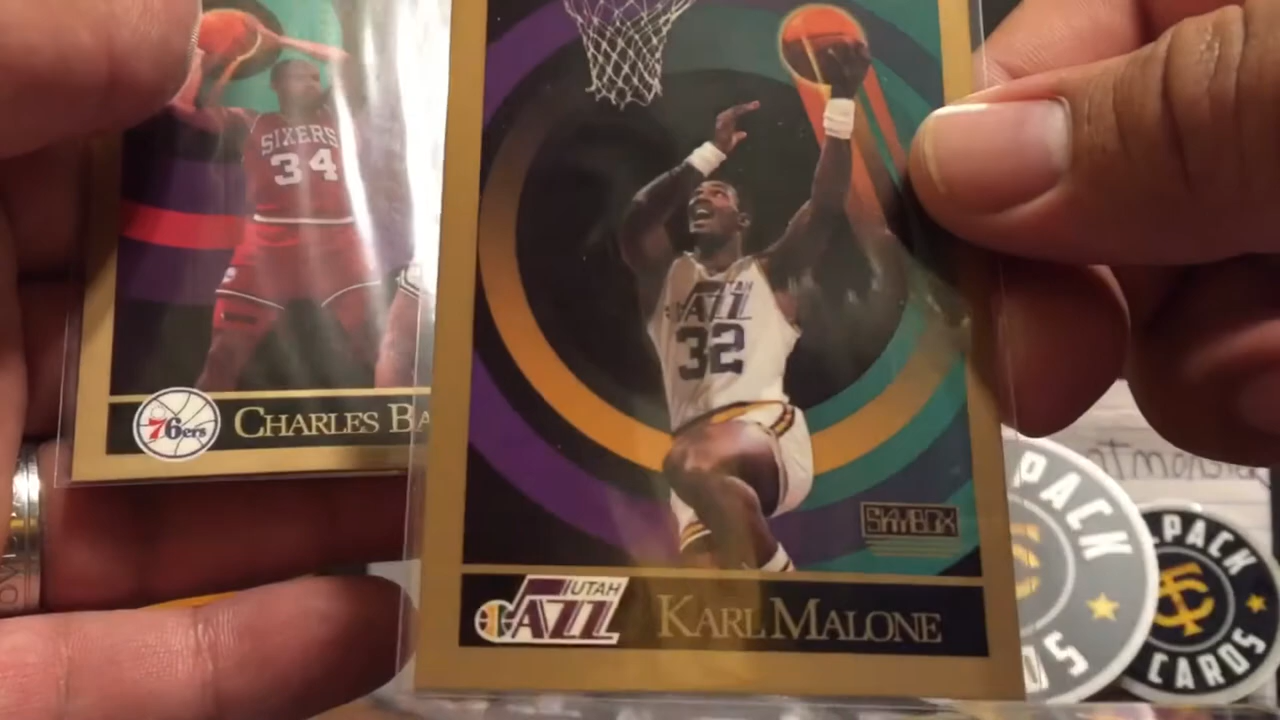 SIXERS
34
76ers
CHARLES BA
UTAH
JAZZ
32
SKYBOX
UTAH
JAZZ
KARL MALONE
PACK
PACK
CARDS